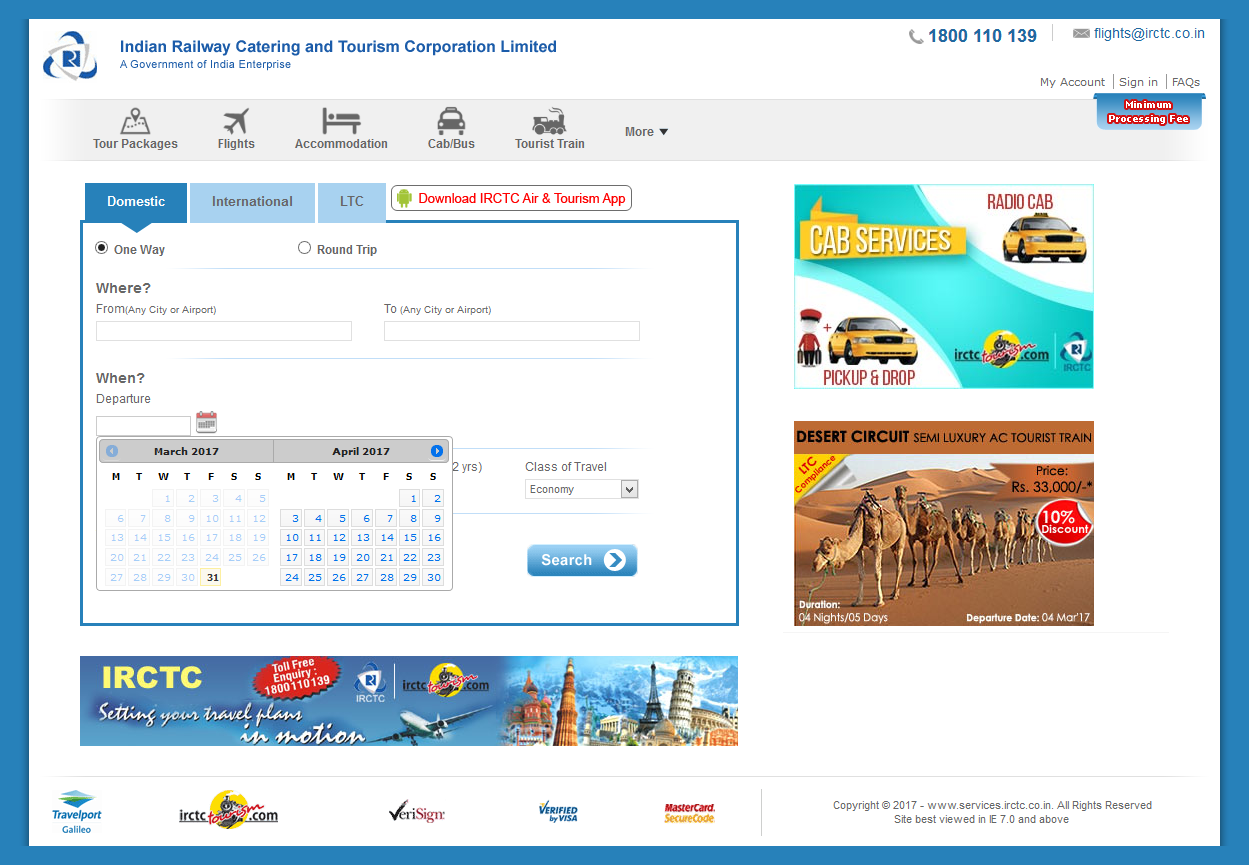 Indian Railway Catering and Tourism Corporation Limited
A Government of India Enterprise
1800 110 139
flights@irctc.co.in
My Account Sign in FAQs
Minimum
Processing Fee
Tour Packages Flights Accommodation Cab/Bus Tourist Train More
Domestic International LTC Download IRCTC Air & Tourism App
One Way Round Trip
Where?
From(Any City or Airport) To (Any City or Airport)
When?
Departure
March 2017 April 2017
M T W T F S S M T W T F S S
1 2 3 4 5 1 2
6 7 8 9 10 11 12 3 4 5 6 7 8 9
13 14 15 16 17 18 19 10 11 12 13 14 15 16
20 21 22 23 24 25 26 17 18 19 20 21 22 23
27 28 29 30 31 24 25 26 27 28 29 30
2 yrs) Class of Travel
Economy
Search
RADIO CAB
CAB SERVICES
+
irctc tourism.com
IRCTC
PICKUP & DROP
DESERT CIRCUIT SEMI LUXURY AC TOURIST TRAIN
LTC
Compliance
Price:
Rs. 33,000/-*
10%
Discount
Duration:
04 Nights/05 Days
Departure Date: 04 Mar'17
IRCTC
Toll Free
Enquiry :
1800110139
IRCTC
irctc tourism.com
Setting your travel plans
in motion
Travelport
Galileo
irctc tourism.com
VeriSign
VERIFIED
by VISA
MasterCard.
SecureCode.
Copyright © 2017 - www.services.irctc.co.in. All Rights Reserved
Site best viewed in IE 7.0 and above